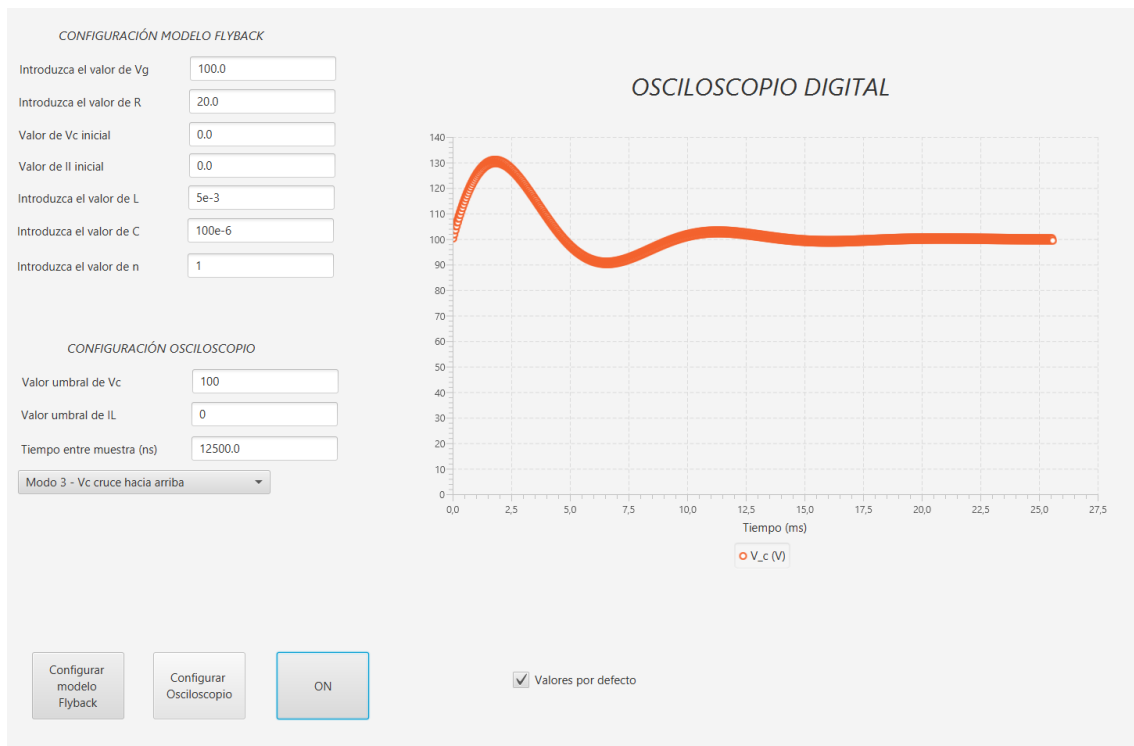 CONFIGURACIÓN MODELO FLYBACK
Introduzca el valor de Vg 100.0
Introduzca el valor de R 20.0
Valor de Vc inicial 0.0
Valor de Il inicial 0.0
Introduzca el valor de L 5e-3
Introduzca el valor de C 100e-6
Introduzca el valor de n 1
CONFIGURACIÓN OSCILOSCOPIO
Valor umbral de Vc 100
Valor umbral de IL 0
Tiempo entre muestra (ns) 12500.0
Modo 3 - Vc cruce hacia arriba
Configurar
modelo
Flyback
Configurar
Osciloscopio
ON
OSCILOSCOPIO DIGITAL
140
130
120
110
100
90
80
70
60
50
40
30
20
10
0
0,0 2,5 5,0 7,5 10,0 12,5 15,0 17,5 20,0 22,5 25,0 27,5
Tiempo (ms)
V_c (V)
Valores por defecto